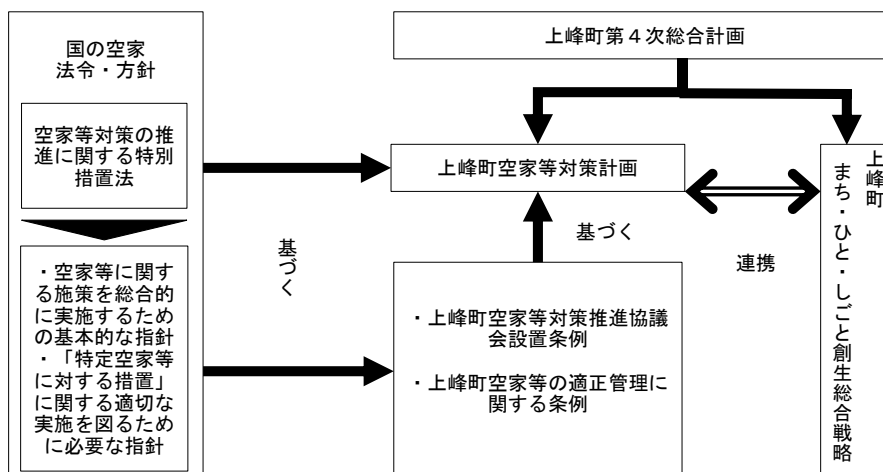 国の空家
法令・方針
空家等対策の推
進に関する特別
措置法
・空家等に関す
る施策を総合的
に実施するため
の基本的な指針
・「特定空家等
に対する措置」
に関する適切な
実施を図るため
に必要な指針
基づく
上峰町第４次総合計画
上峰町空家等対策計画
基づく
・上峰町空家等対策推進協議
会設置条例
・上峰町空家等の適正管理に
関する条例
連携
上峰町
まち・ひと・しごと創生総合戦略